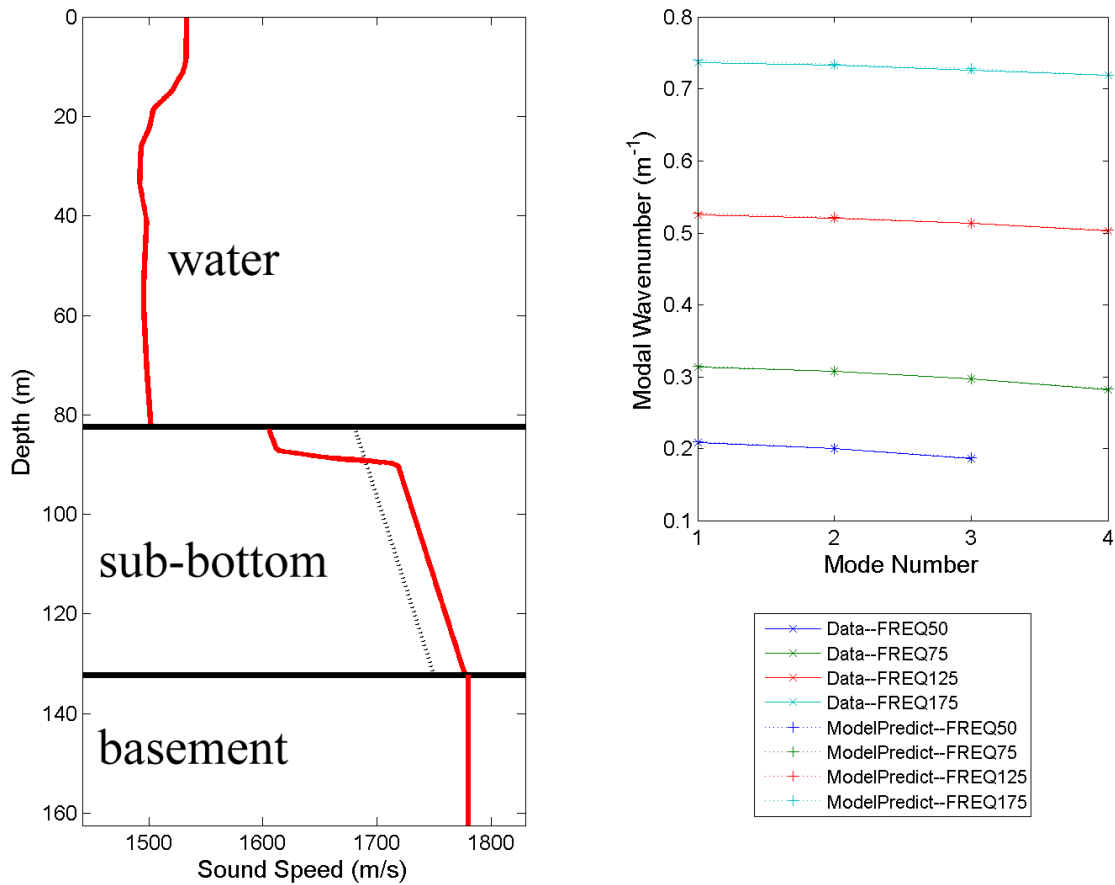 0
20
40
60
80
100
120
140
160
Depth (m)
water
sub-bottom
basement
1500
1600
1700
1800
Sound Speed (m/s)
0.8
0.7
0.6
0.5
0.4
0.3
0.2
0.1
Modal Wavenumber (m⁻¹)
1
2
3
4
Mode Number
Data--FREQ50
Data--FREQ75
Data--FREQ125
Data--FREQ175
ModelPredict--FREQ50
ModelPredict--FREQ75
ModelPredict--FREQ125
ModelPredict--FREQ175